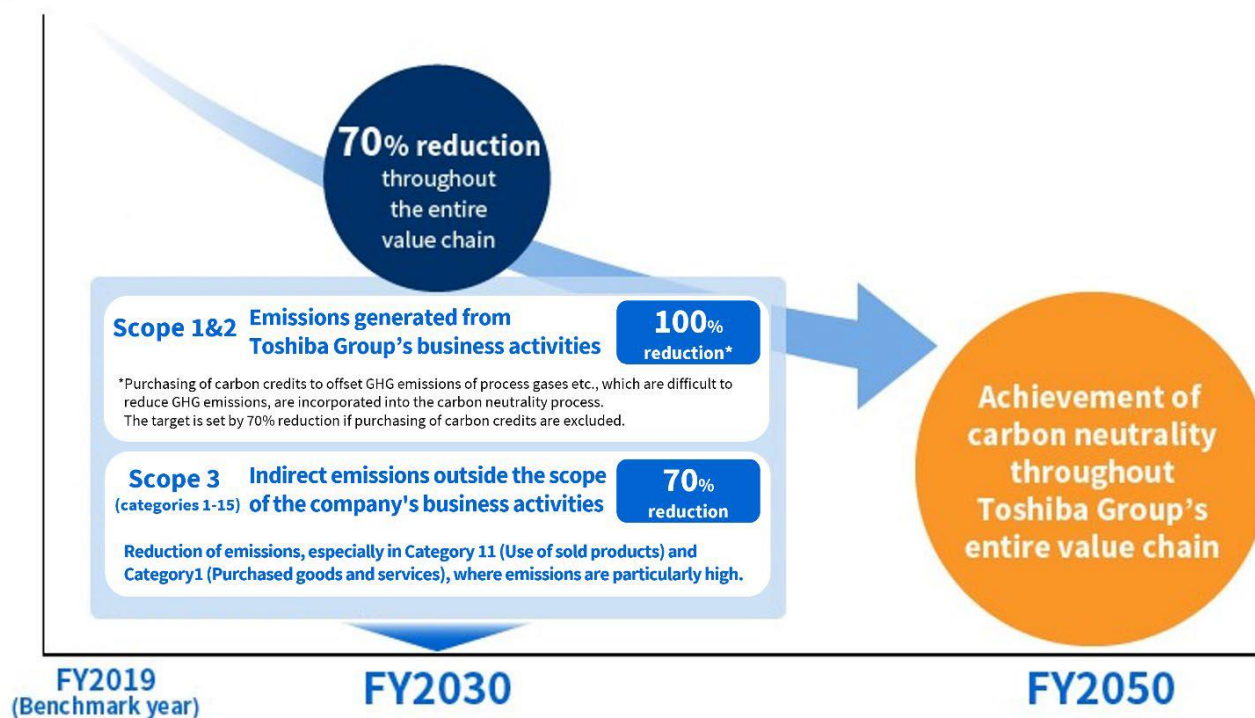 70% reduction
throughout
the entire
value chain
Scope 1&2
Emissions generated from
Toshiba Group’s business activities
100%
reduction*
*Purchasing of carbon credits to offset GHG emissions of process gases etc., which are difficult to
reduce GHG emissions, are incorporated into the carbon neutrality process.
The target is set by 70% reduction if purchasing of carbon credits are excluded.
Scope 3
(categories 1-15)
Indirect emissions outside the scope
of the company's business activities
70%
reduction
Reduction of emissions, especially in Category 11 (Use of sold products) and
Category1 (Purchased goods and services), where emissions are particularly high.
Achievement of
carbon neutrality
throughout
Toshiba Group’s
entire value chain
FY2019
(Benchmark year)
FY2030
FY2050